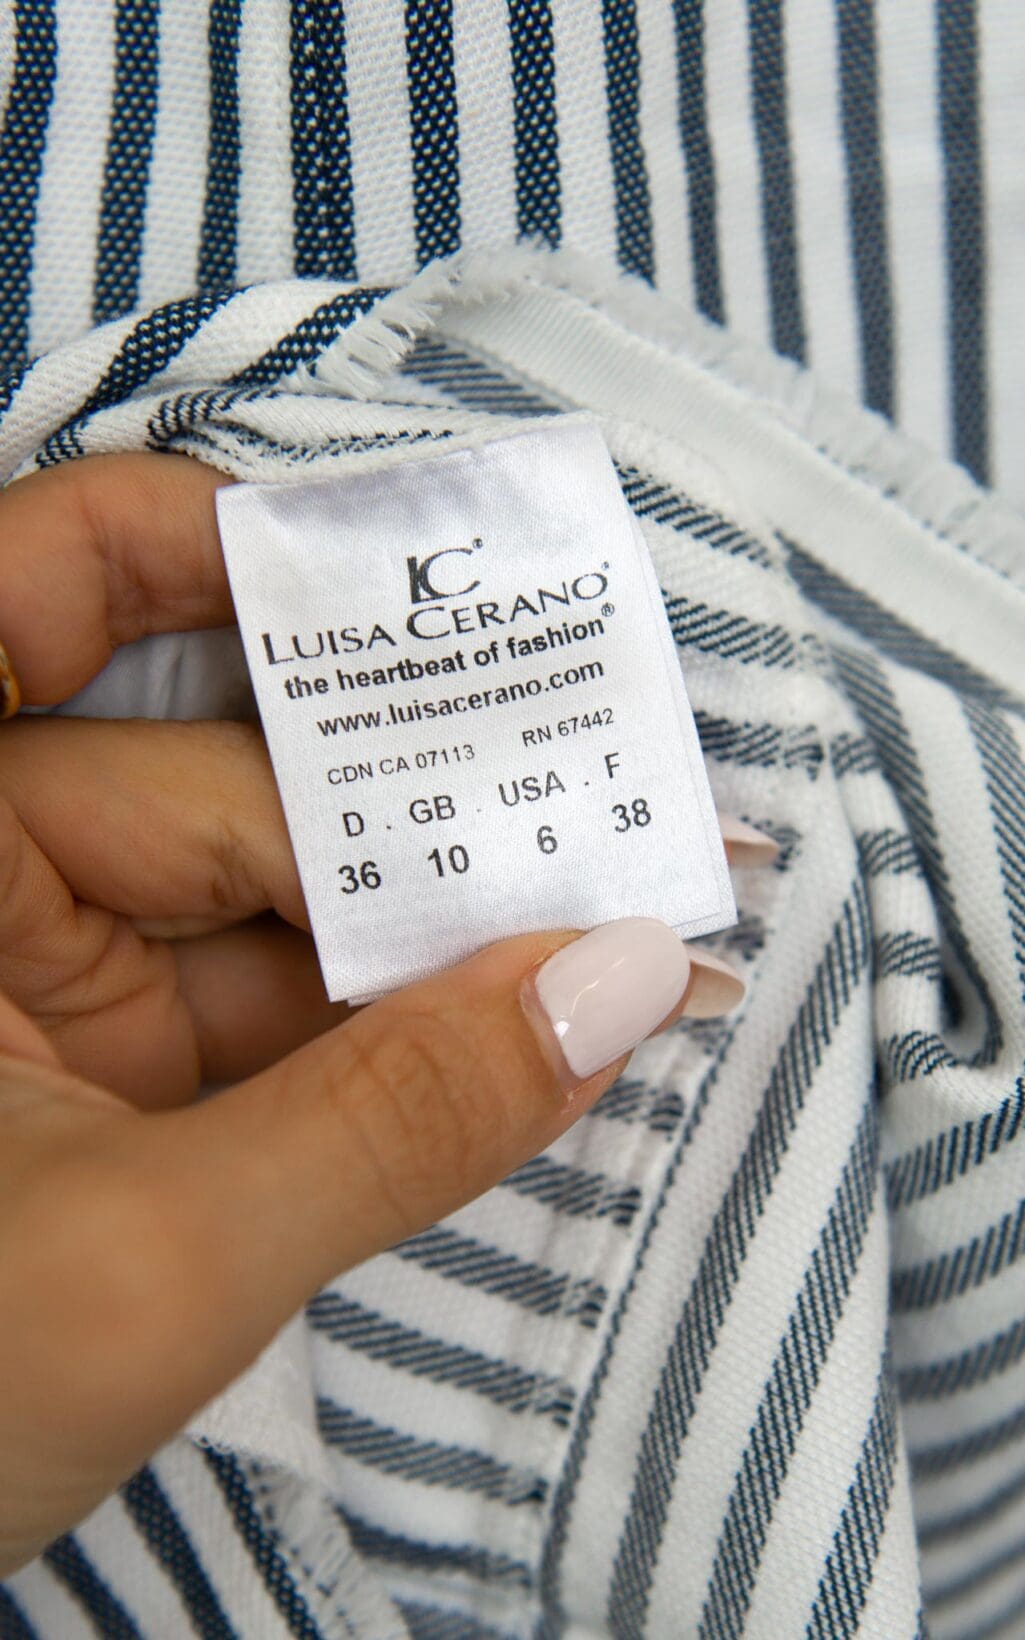 LC®
LUISA CERANO®
the heartbeat of fashion®
www.luisacerano.com
CDN CA 07113 RN 67442
D . GB . USA . F
36 10 6 38